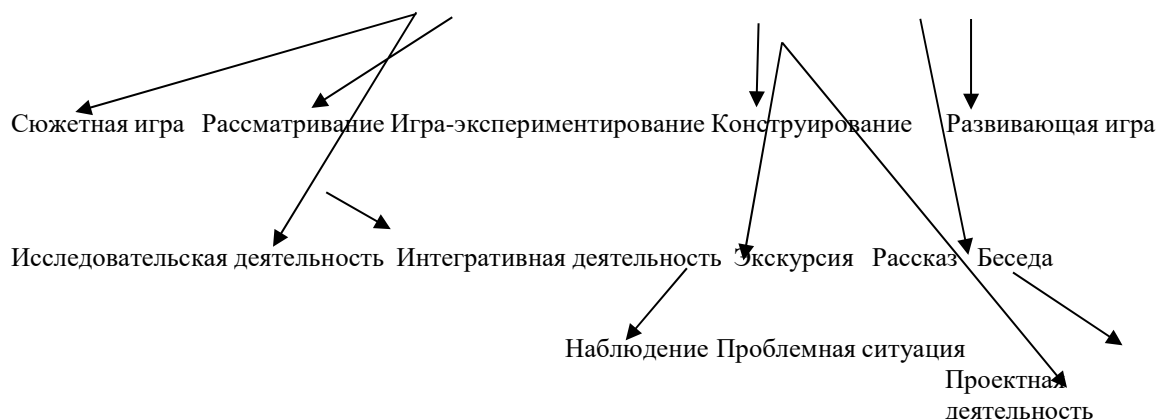 Сюжетная игра Рассматривание Игра-экспериментирование Конструирование Развивающая игра
Исследовательская деятельность Интегративная деятельность Экскурсия Рассказ Беседа
Наблюдение Проблемная ситуация
Проектная
деятельность